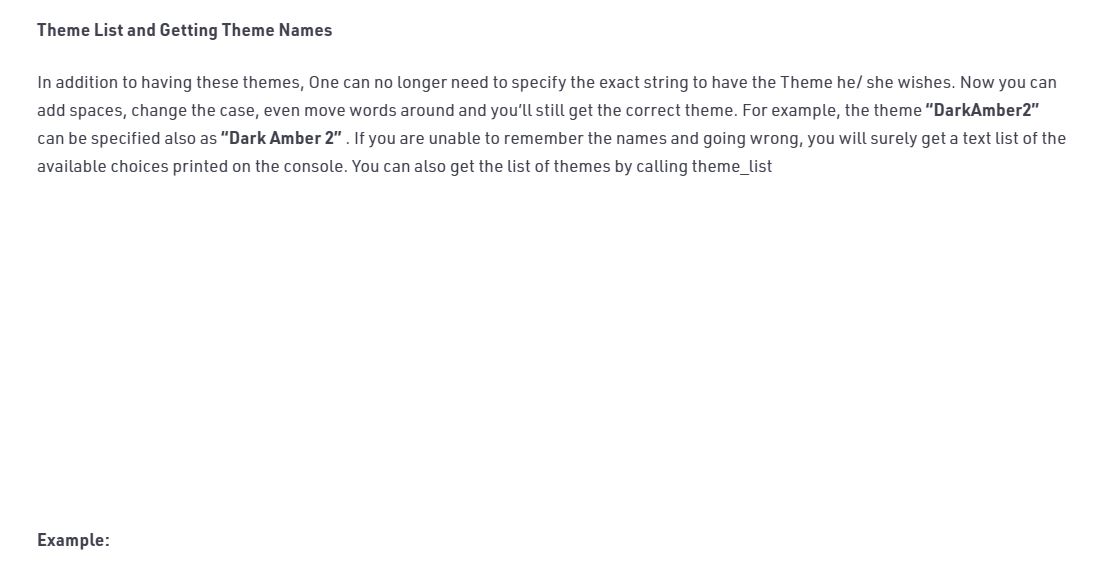 Theme List and Getting Theme Names
In addition to having these themes, One can no longer need to specify the exact string to have the Theme he/ she wishes. Now you can
add spaces, change the case, even move words around and you’ll still get the correct theme. For example, the theme “DarkAmber2”
can be specified also as “Dark Amber 2” . If you are unable to remember the names and going wrong, you will surely get a text list of the
available choices printed on the console. You can also get the list of themes by calling theme_list
Example: